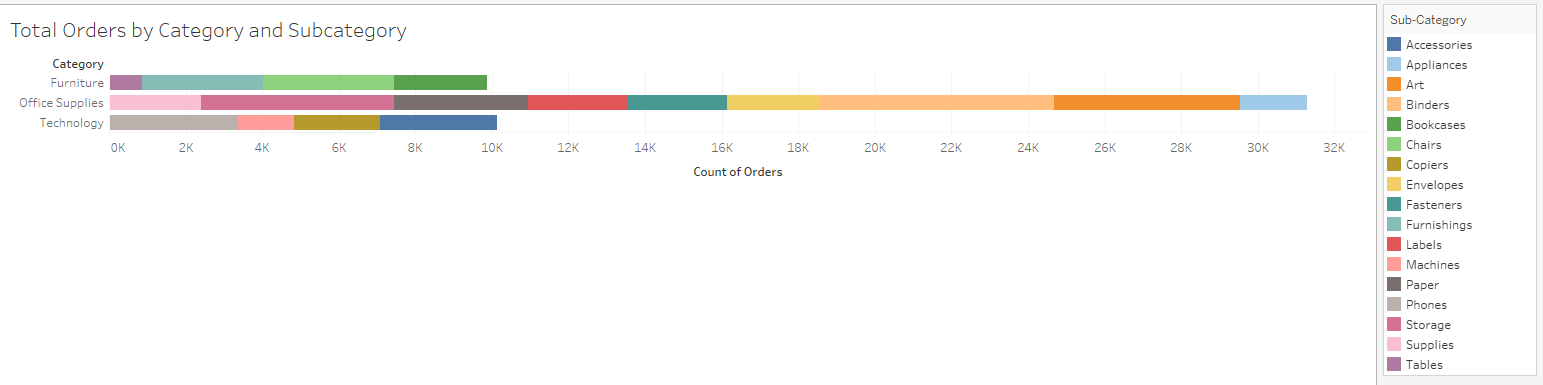 Total Orders by Category and Subcategory
Category
Furniture
Office Supplies
Technology
0K 2K 4K 6K 8K 10K 12K 14K 16K 18K 20K 22K 24K 26K 28K 30K 32K
Count of Orders
Sub-Category
Accessories
Appliances
Art
Binders
Bookcases
Chairs
Copiers
Envelopes
Fasteners
Furnishings
Labels
Machines
Paper
Phones
Storage
Supplies
Tables